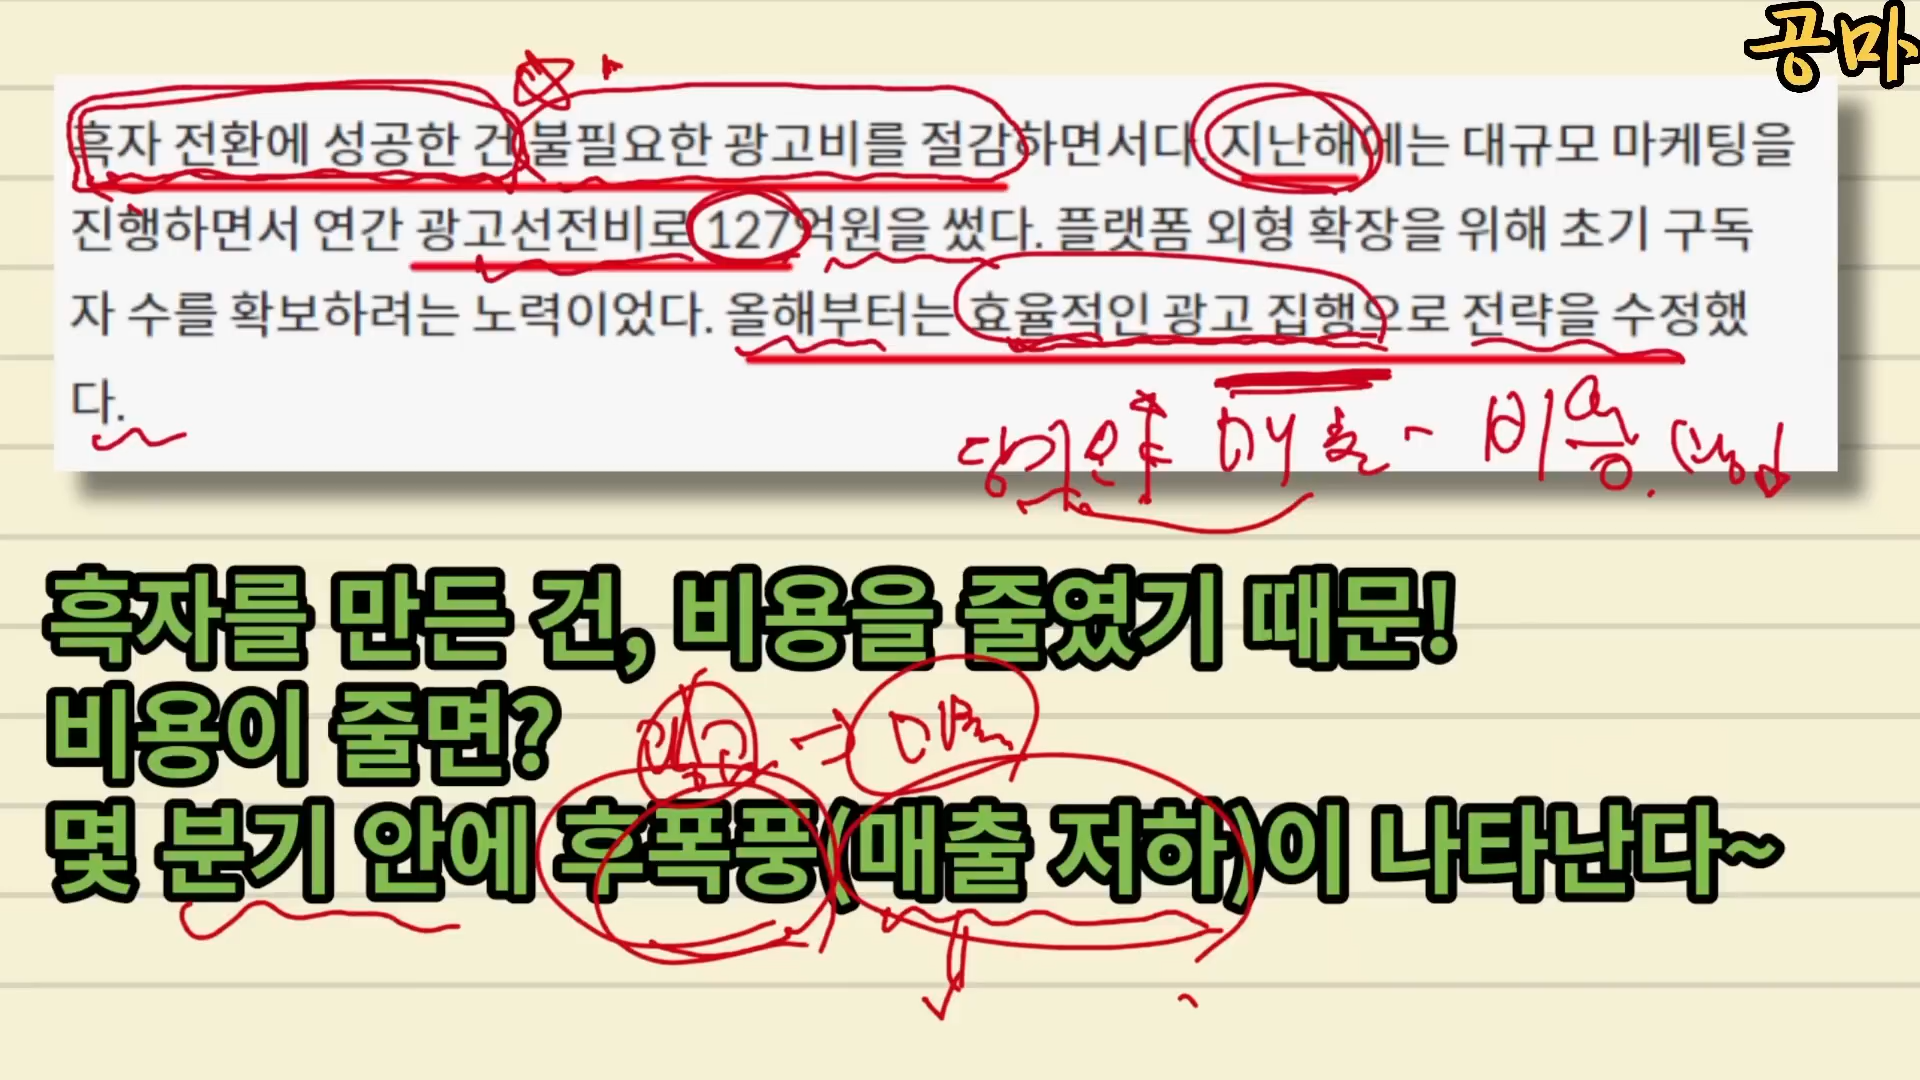 공마
흑자 전환에 성공한 건 불필요한 광고비를 절감하면서다. 지난해에는 대규모 마케팅을
진행하면서 연간 광고선전비로 127억원을 썼다. 플랫폼 외형 확장을 위해 초기 구독
자 수를 확보하려는 노력이었다. 올해부터는 효율적인 광고 집행으로 전략을 수정했
다.
매출 - 비용
흑자를 만든 건, 비용을 줄였기 때문!
비용이 줄면?
몇 분기 안에 후폭풍(매출 저하)이 나타난다~